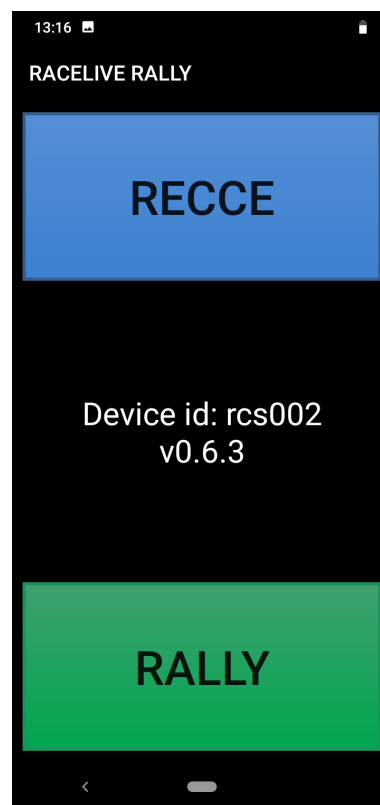 13:16
RACELIVE RALLY
RECCE
Device id: rcs002
v0.6.3
RALLY